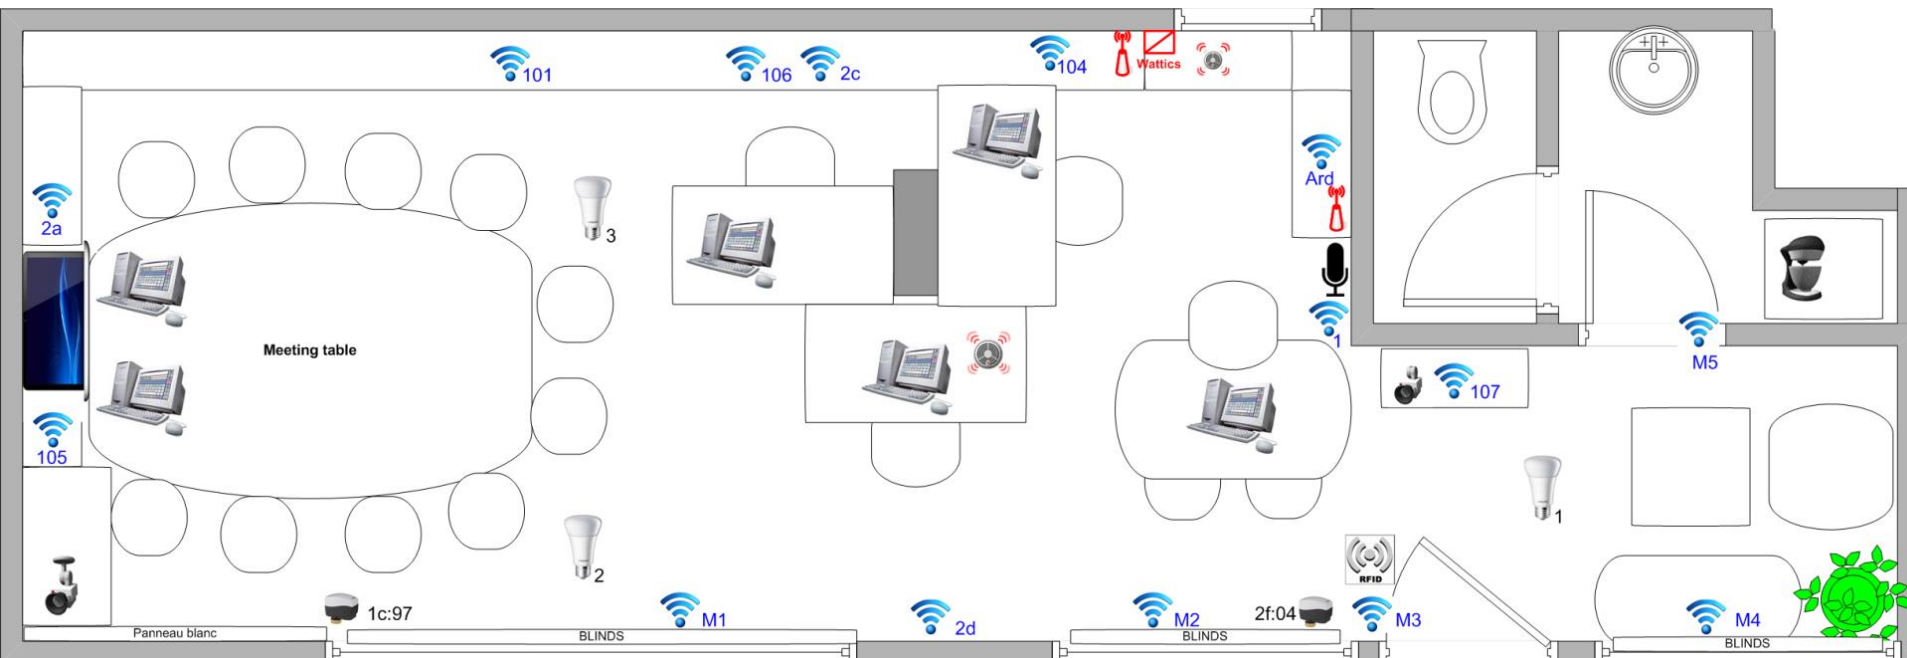 101
106
2c
104
Wattics
Ard
2a
3
Meeting table
1
M5
107
105
1
2
RFID
1c:97
M1
2d
M2
2f:04
M3
M4
Panneau blanc
BLINDS
BLINDS
BLINDS